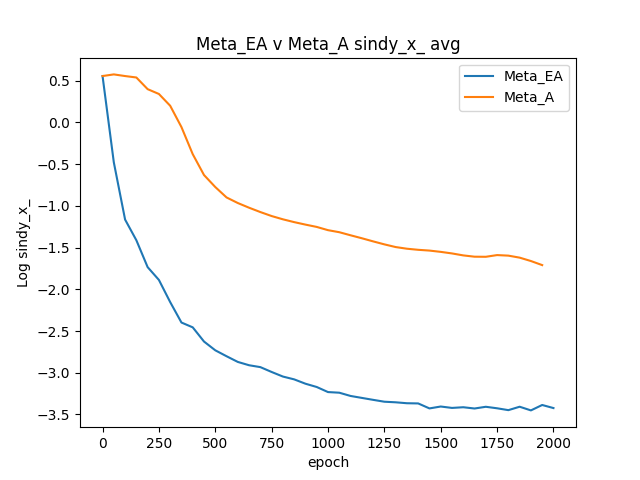 Meta_EA v Meta_A sindy_x_ avg
Meta_EA
Meta_A
Log sindy_x_
0.5
0.0
−0.5
−1.0
−1.5
−2.0
−2.5
−3.0
−3.5
0 250 500 750 1000 1250 1500 1750 2000
epoch